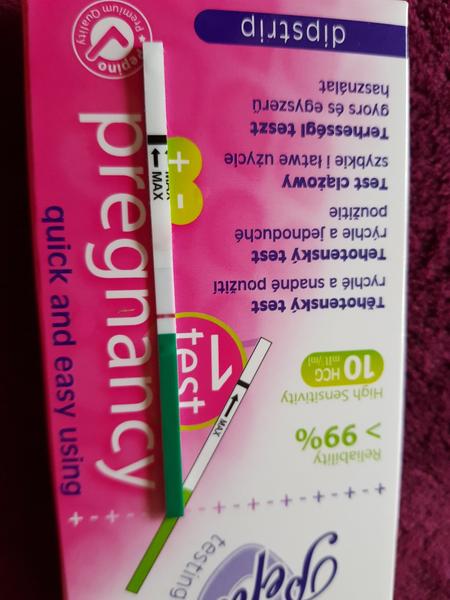 Pepino
Premium Quality
pregnancy
quick and easy using
MAX
+ -
1
test
MAX
testing
Reliability
> 99%
High Sensitivity
10 HCG
mIU/ml
Těhotenský test
rychlé a snadné použití
Tehotenský test
rýchle a jednoduché
použitie
Test ciążowy
szybkie i łatwe użycie
Terhességi teszt
gyors és egyszerű
használat
dipstrip